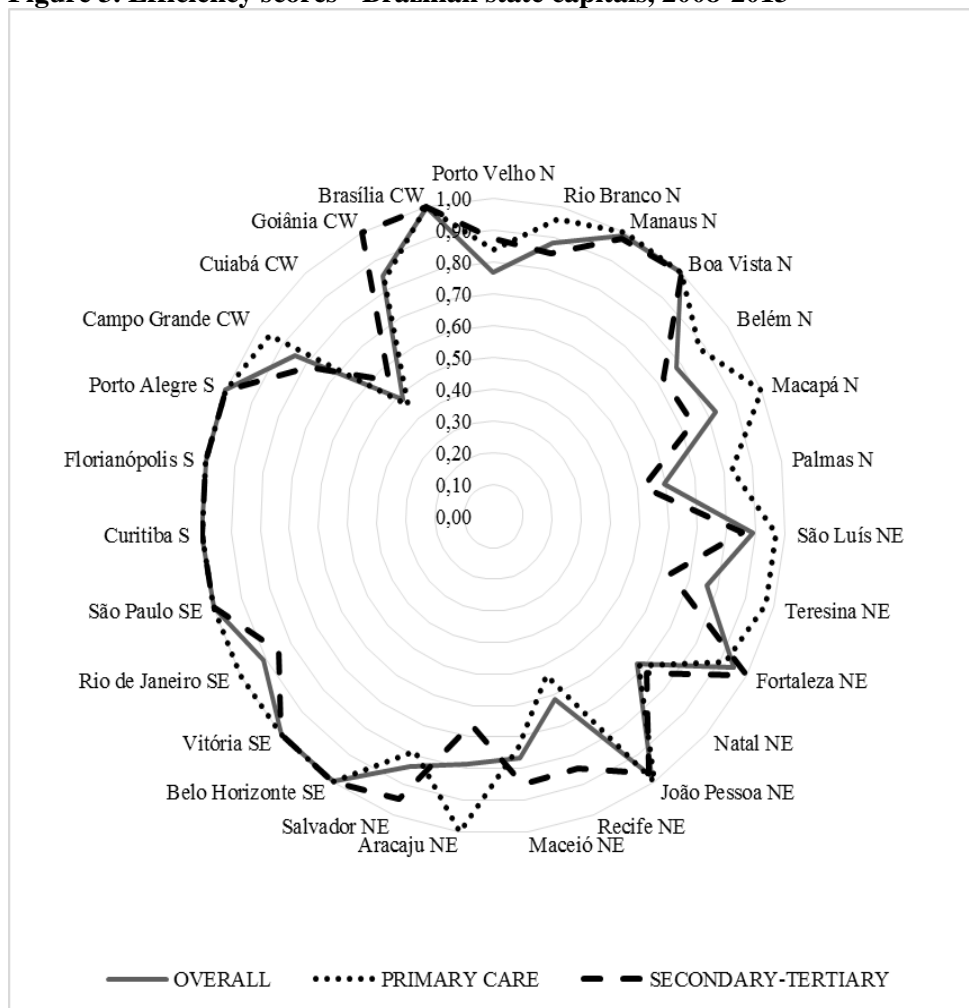 Figure Efficiency scores - Brazilian state capitals,
Porto Velho N
Rio Branco N
Manaus N
Boa Vista N
Belém N
Macapá N
Palmas N
São Luís NE
Teresina NE
Fortaleza NE
Natal NE
João Pessoa NE
Recife NE
Maceió NE
Aracaju NE
Salvador NE
Belo Horizonte SE
Vitória SE
Rio de Janeiro SE
São Paulo SE
Curitiba S
Florianópolis S
Porto Alegre S
Campo Grande CW
Cuiabá CW
Goiânia CW
Brasília CW
1,00
0,90
0,80
0,70
0,60
0,50
0,40
0,30
0,20
0,10
0,00
OVERALL
PRIMARY CARE
SECONDARY-TERTIARY